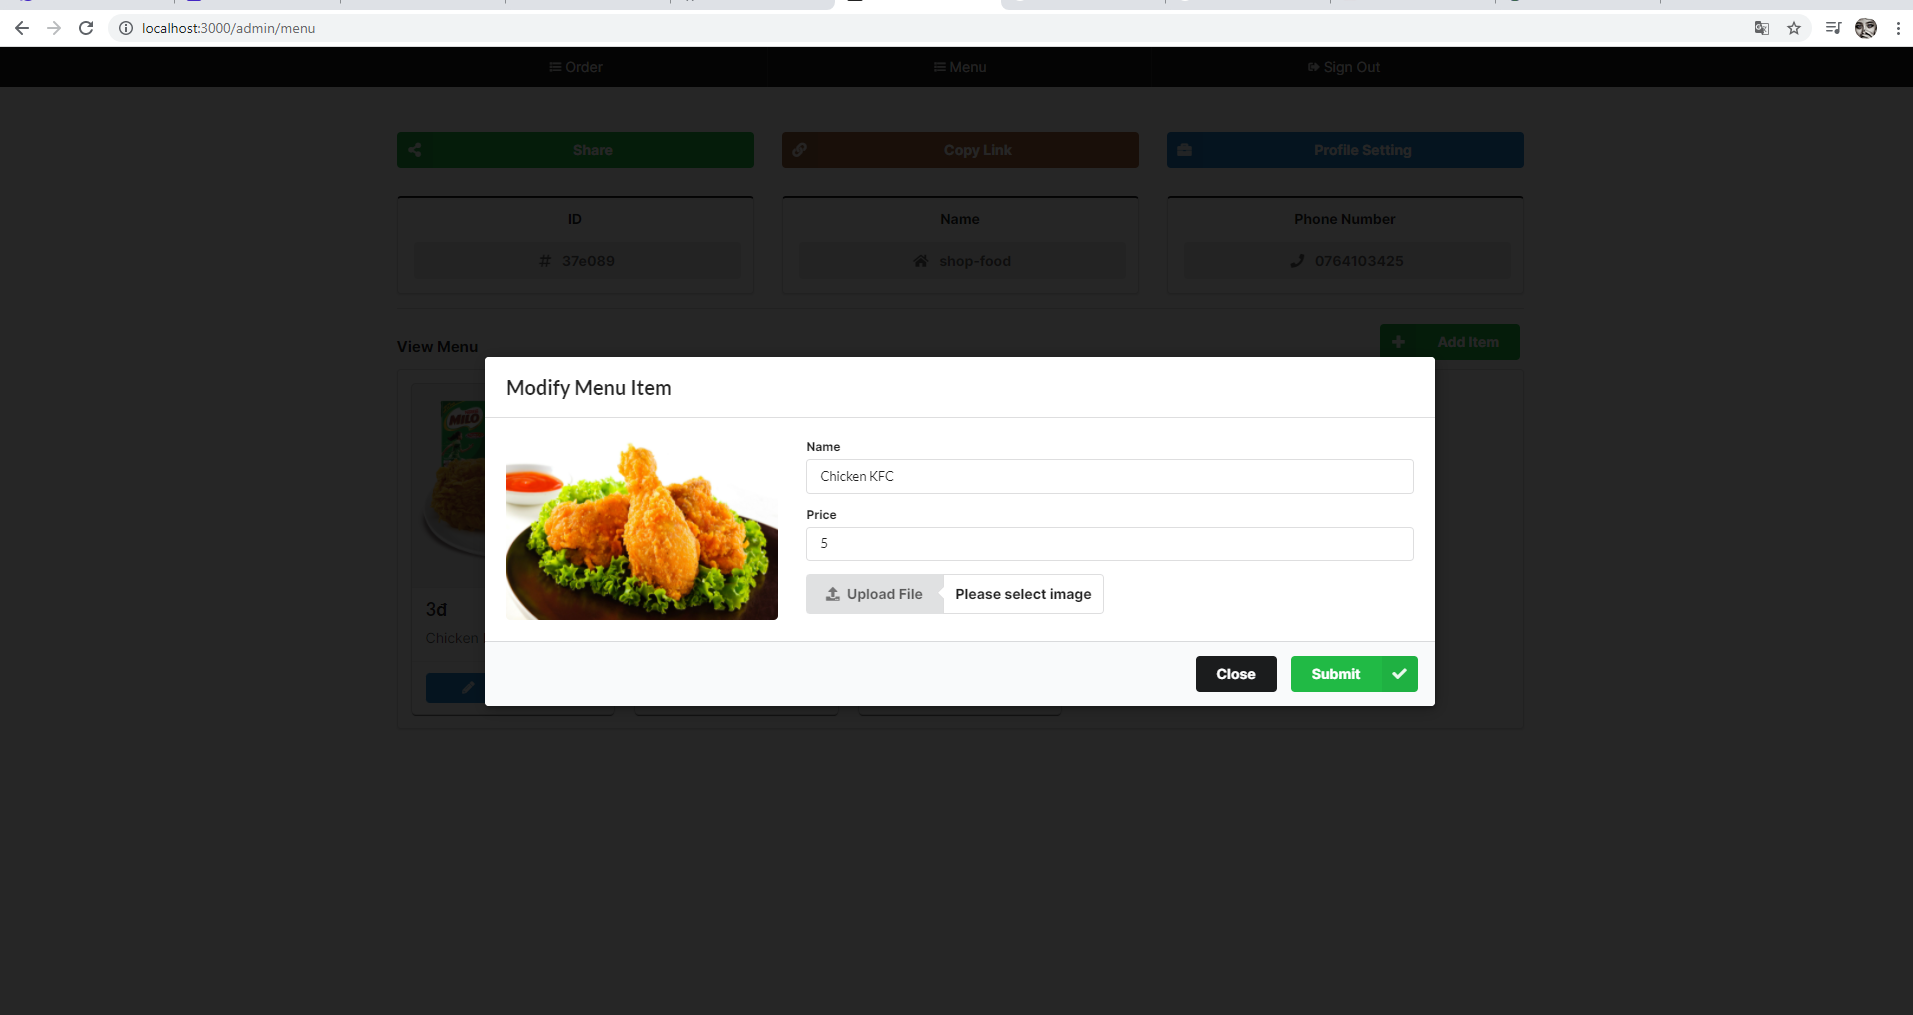 localhost:3000/admin/menu
Order Menu Sign Out
Share Copy Link Profile Setting
ID Name Phone Number
37e089 shop-food 0764103425
View Menu
Add Item
MILO
Modify Menu Item
Name
Chicken KFC
Price
5
Upload File Please select image
3đ
Chicken
Close Submit